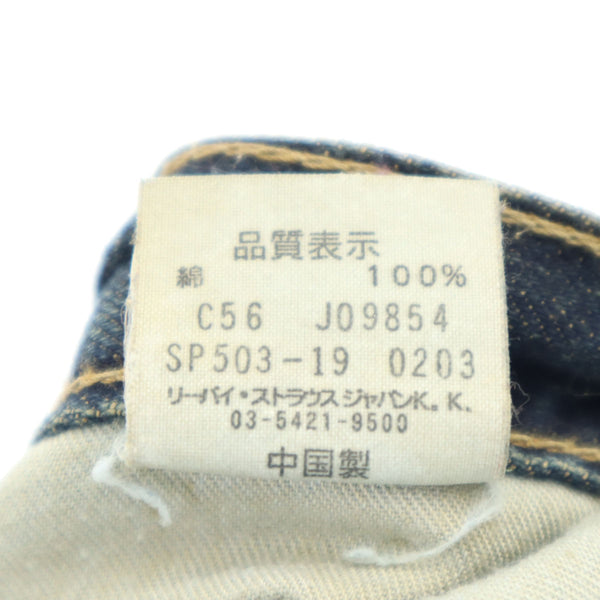 品質表示
綿 100%
C56 J09854
SP503-19 0203
リーバイ・ストラウスジャパンK.K.
03-5421-9500
中国製